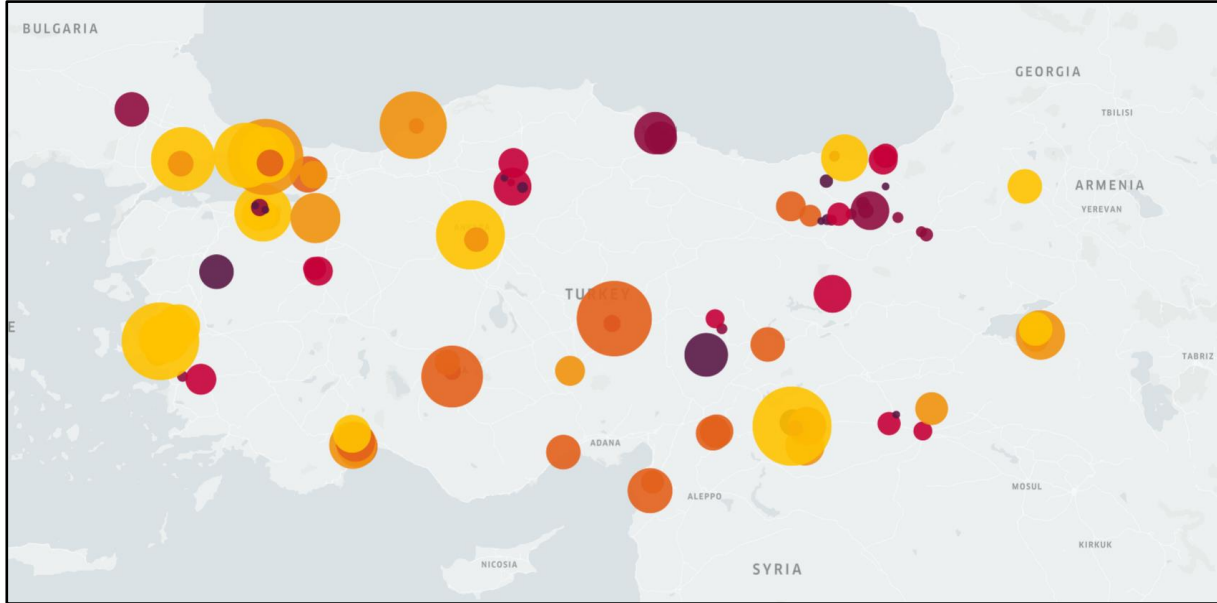 BULGARIA
GEORGIA
TBILISI
ARMENIA
YEREVAN
TURKEY
E
TABRIZ
ADANA
ALEPPO
MOSUL
KIRKUK
NICOSIA
SYRIA